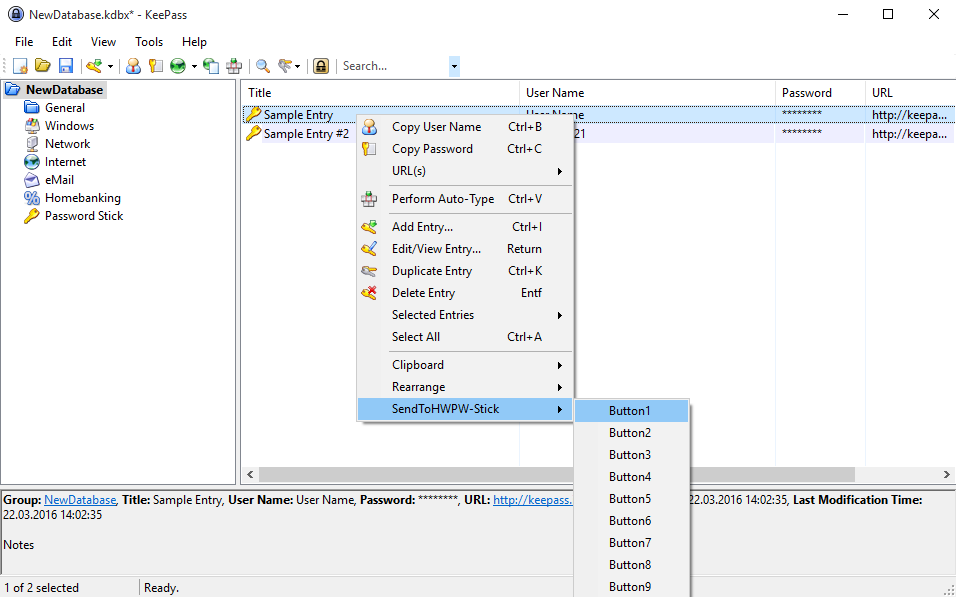 NewDatabase.kdbx* - KeePass
File Edit View Tools Help
Search...
NewDatabase
General
Windows
Network
Internet
eMail
Homebanking
Password Stick
Title User Name Password URL
Sample Entry User Name ******** http://keepa...
Sample Entry #2 21 ******** http://keepa...
Copy User Name Ctrl+B
Copy Password Ctrl+C
URL(s)
Perform Auto-Type Ctrl+V
Add Entry... Ctrl+I
Edit/View Entry... Return
Duplicate Entry Ctrl+K
Delete Entry Entf
Selected Entries
Select All Ctrl+A
Clipboard
Rearrange
SendToHWPW-Stick
Button1
Button2
Button3
Button4
Button5
Button6
Button7
Button8
Button9
Group: NewDatabase, Title: Sample Entry, User Name: User Name, Password: ********, URL: http://keepass. 22.03.2016 14:02:35, Last Modification Time:
22.03.2016 14:02:35
Notes
1 of 2 selected Ready.